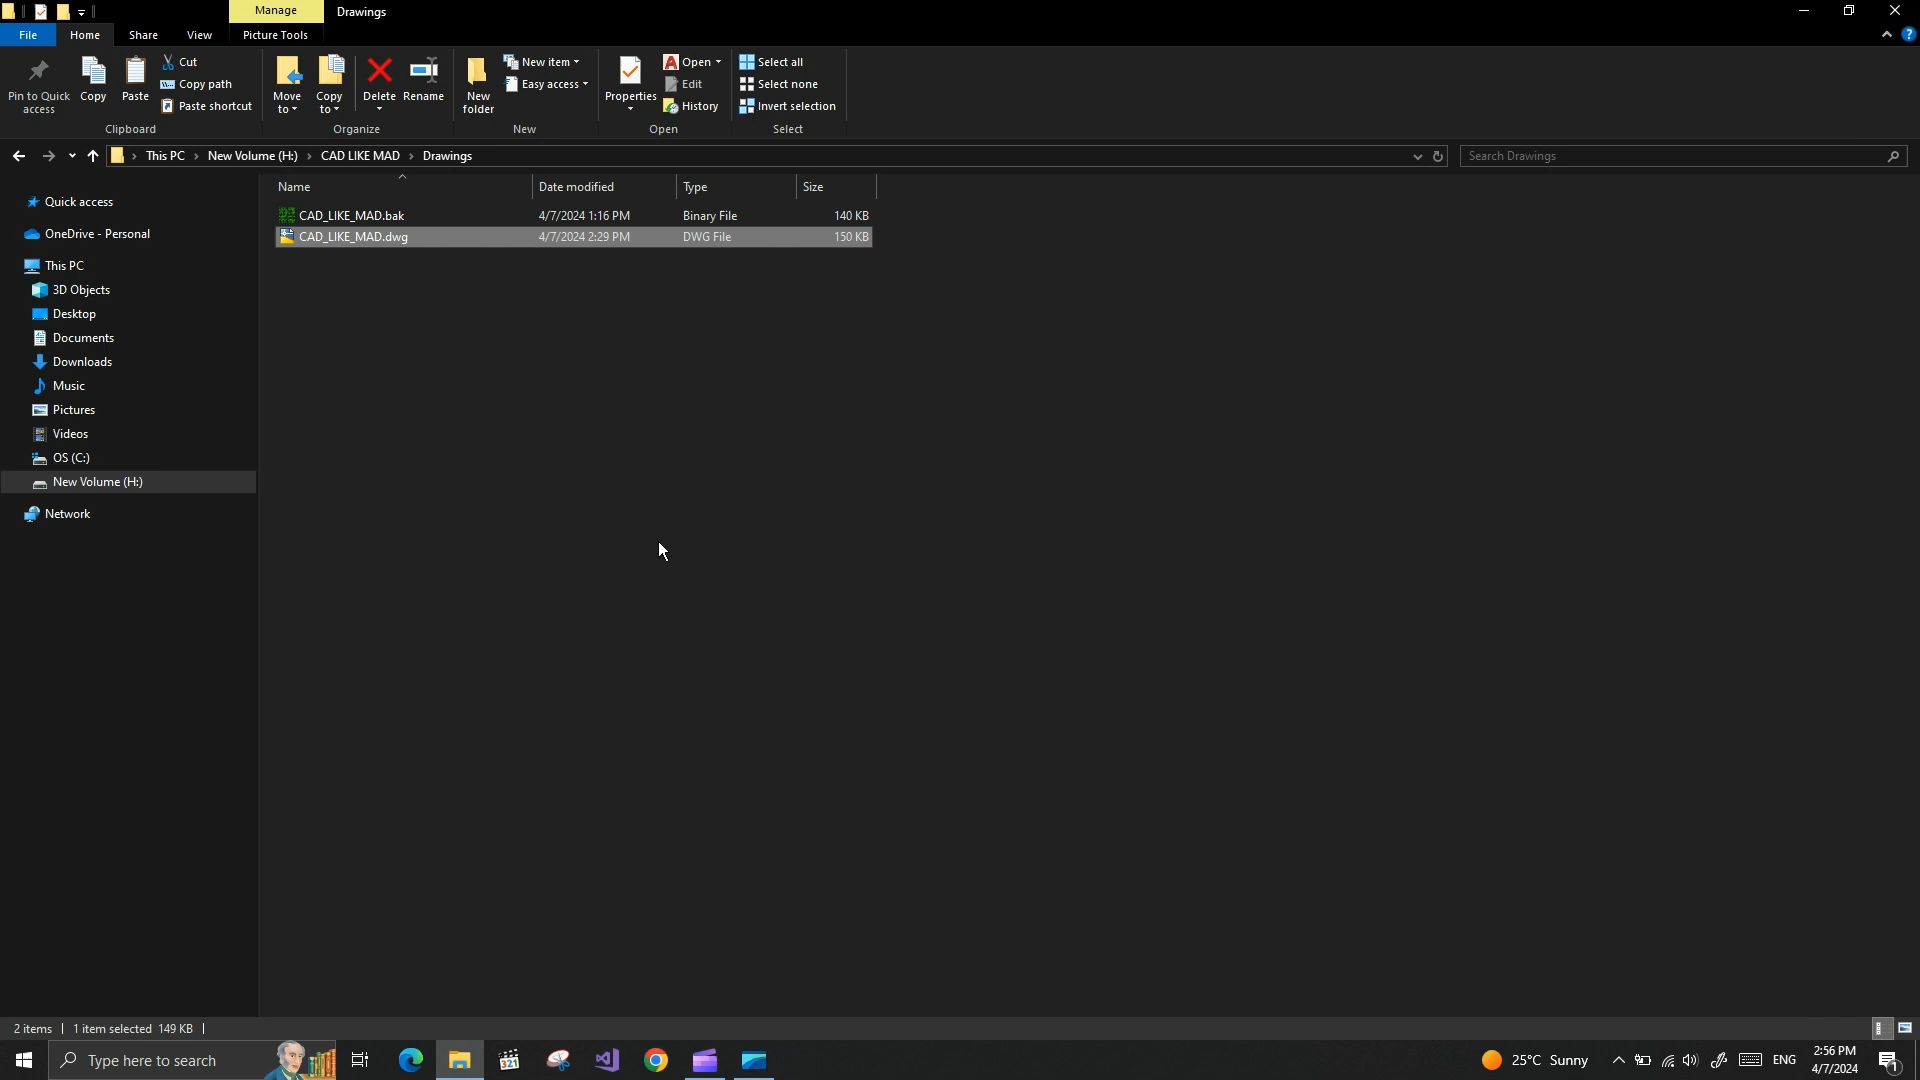 Manage
Drawings
File
Home
Share
View
Picture Tools
Pin to Quick access
Copy
Paste
Cut
Copy path
Paste shortcut
Clipboard
Move to
Copy to
Delete
Rename
Organize
New folder
New item
Easy access
New
Properties
Open
Edit
History
Open
Select all
Select none
Invert selection
Select
This PC > New Volume (H:) > CAD LIKE MAD > Drawings
Search Drawings
Name Date modified Type Size
CAD_LIKE_MAD.bak 4/7/2024 1:16 PM Binary File 140 KB
CAD_LIKE_MAD.dwg 4/7/2024 2:29 PM DWG File 150 KB
Quick access
OneDrive - Personal
This PC
3D Objects
Desktop
Documents
Downloads
Music
Pictures
Videos
OS (C:)
New Volume (H:)
Network
2 items 1 item selected 149 KB
Type here to search
321
25°C Sunny
ENG
2:56 PM
4/7/2024
1